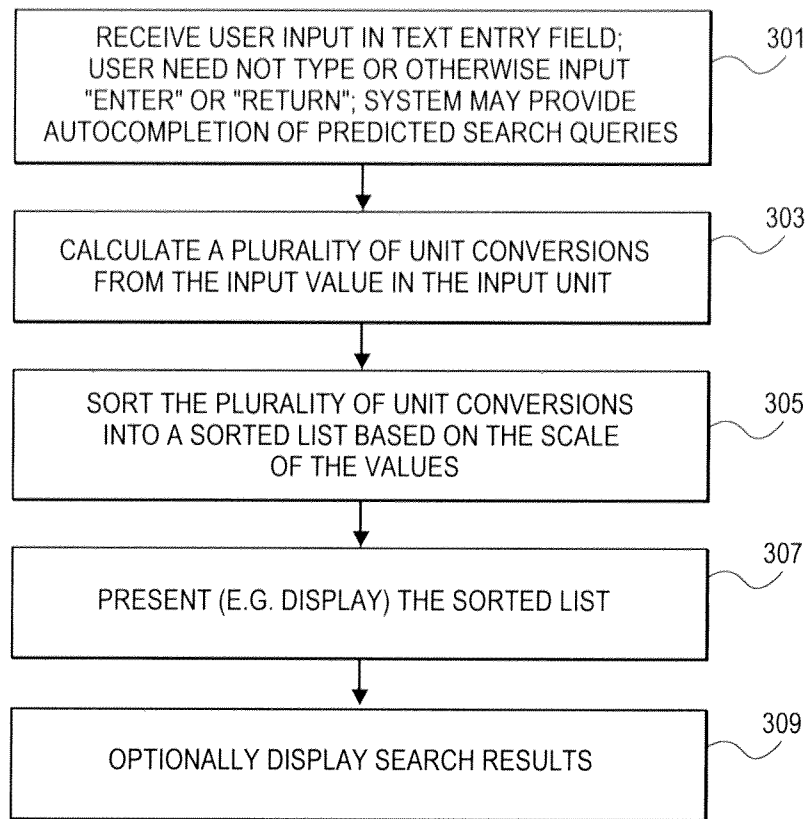 RECEIVE USER INPUT IN TEXT ENTRY FIELD;
USER NEED NOT TYPE OR OTHERWISE INPUT
"ENTER" OR "RETURN"; SYSTEM MAY PROVIDE
AUTOCOMPLETION OF PREDICTED SEARCH QUERIES
301
CALCULATE A PLURALITY OF UNIT CONVERSIONS
FROM THE INPUT VALUE IN THE INPUT UNIT
303
SORT THE PLURALITY OF UNIT CONVERSIONS
INTO A SORTED LIST BASED ON THE SCALE
OF THE VALUES
305
PRESENT (E.G. DISPLAY) THE SORTED LIST
307
OPTIONALLY DISPLAY SEARCH RESULTS
309